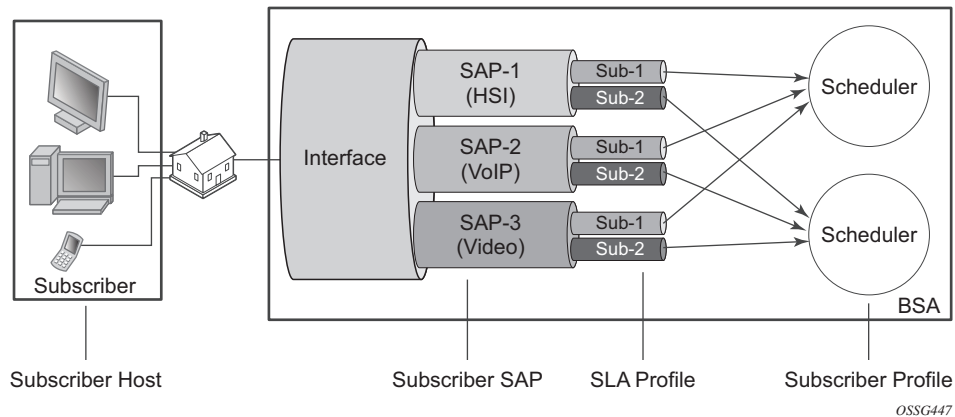 Subscriber
Interface
SAP-1
(HSI)
Sub-1
Sub-2
SAP-2
(VoIP)
Sub-1
Sub-2
SAP-3
(Video)
Sub-1
Sub-2
Scheduler
Scheduler
BSA
Subscriber Host
Subscriber SAP
SLA Profile
Subscriber Profile
OSSG447